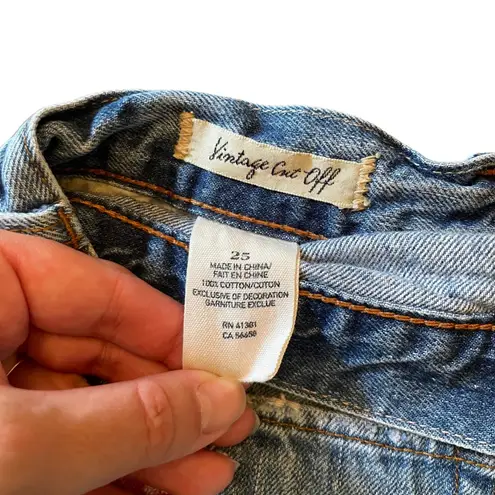 Vintage Cut Off
25
MADE IN CHINA/
FAIT EN CHINE
100% COTTON/COTON
EXCLUSIVE OF DECORATION
GARNITURE EXCLUE
RN 41381
CA 56658